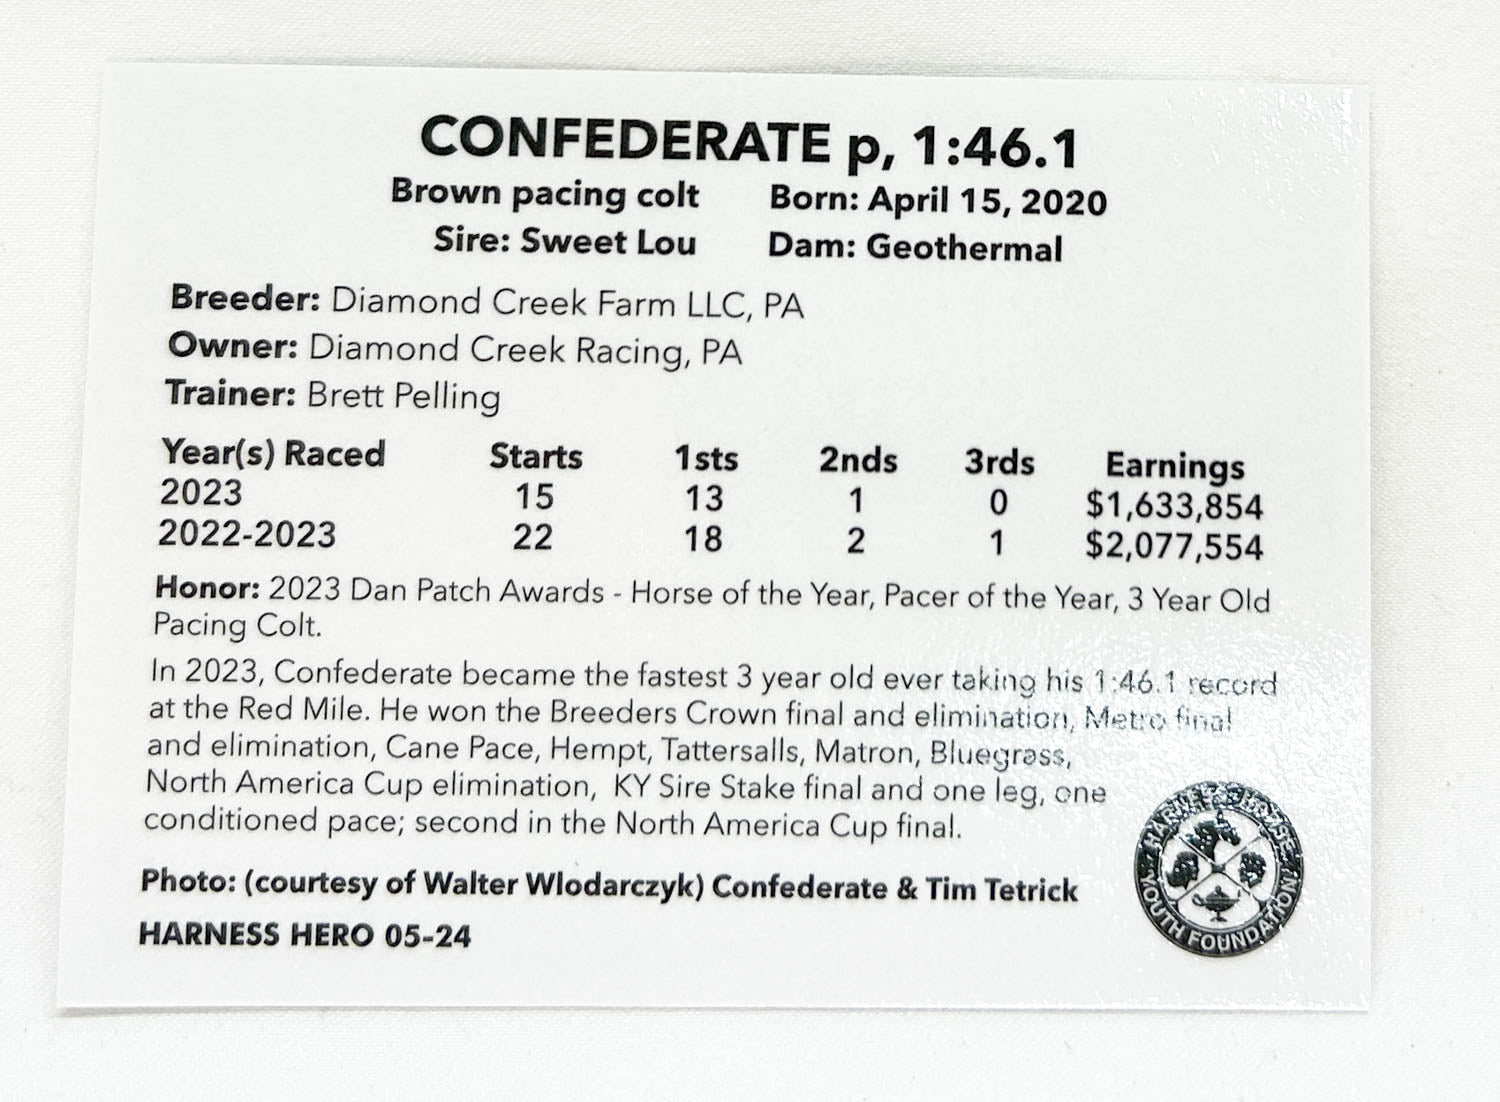 CONFEDERATE p, 1:46.1
Brown pacing colt Born: April 15, 2020
Sire: Sweet Lou Dam: Geothermal
Breeder: Diamond Creek Farm LLC, PA
Owner: Diamond Creek Racing, PA
Trainer: Brett Pelling
Year(s) Raced Starts 1sts 2nds 3rds Earnings
2023 15 13 1 0 $1,633,854
2022-2023 22 18 2 1 $2,077,554
Honor: 2023 Dan Patch Awards - Horse of the Year, Pacer of the Year, 3 Year Old
Pacing Colt.
In 2023, Confederate became the fastest 3 year old ever taking his 1:46.1 record
at the Red Mile. He won the Breeders Crown final and elimination, Metro final
and elimination, Cane Pace, Hempt, Tattersalls, Matron, Bluegrass,
North America Cup elimination, KY Sire Stake final and one leg, one
conditioned pace; second in the North America Cup final.
Photo: (courtesy of Walter Wlodarczyk) Confederate & Tim Tetrick
HARNESS HERO 05-24
HARNESS HORSE
YOUTH FOUNDATION